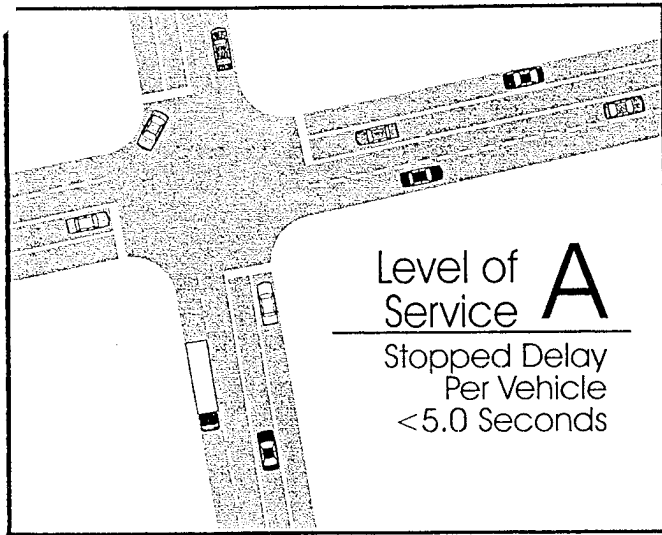 Level of
Service A
Stopped Delay
Per Vehicle
<5.0 Seconds